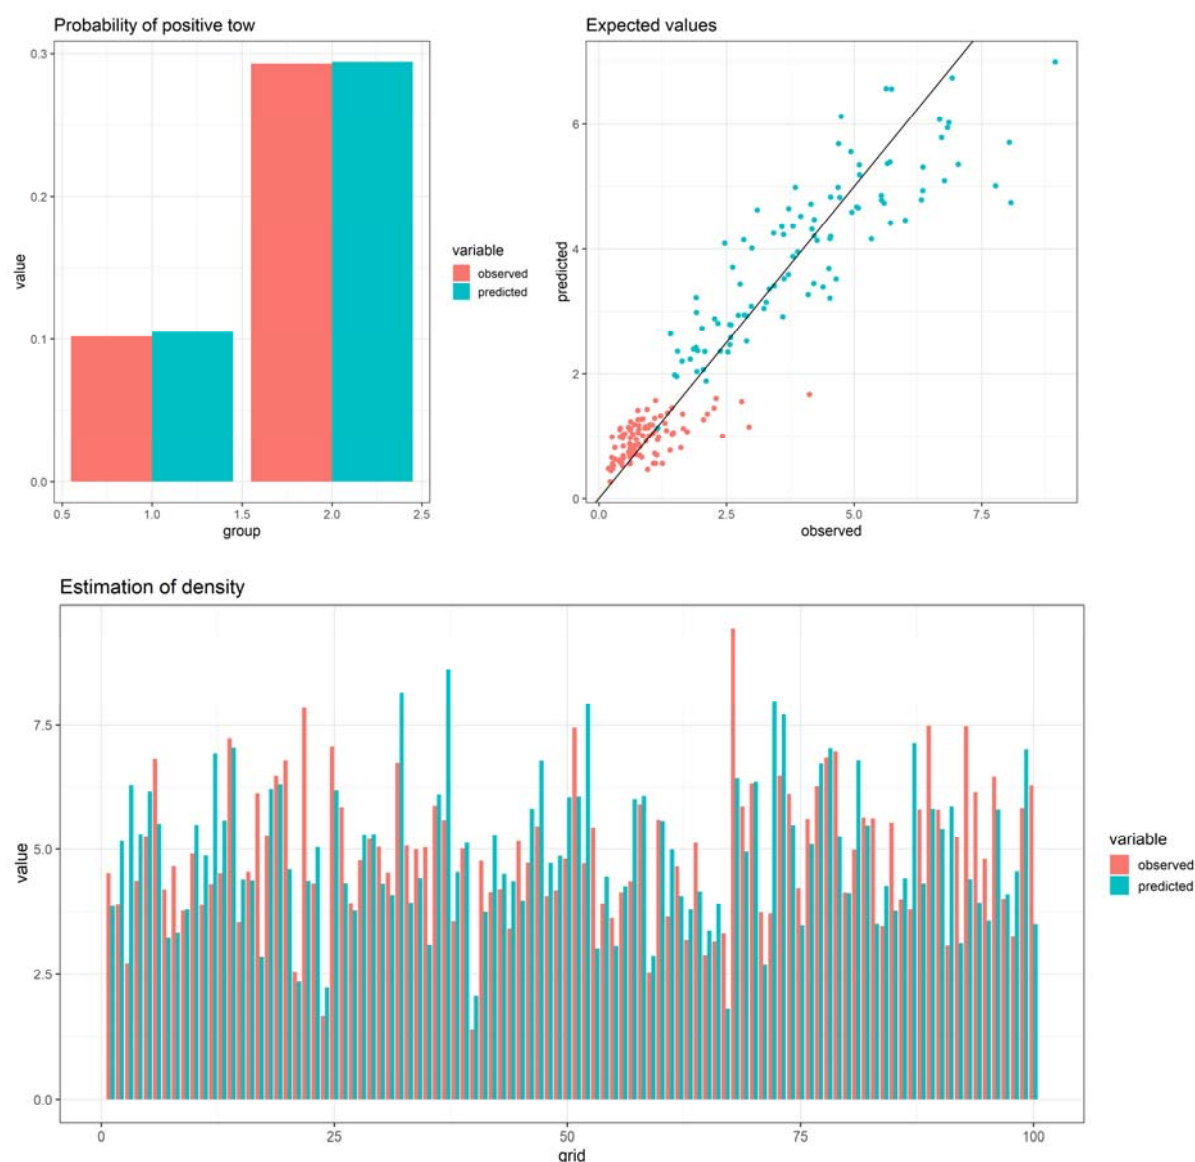 Probability of positive tow
0.3
0.2
0.1
0.0
value
0.5 1.0 1.5 2.0 2.5
group
variable
observed
predicted
Expected values
6
4
2
0
predicted
0.0 2.5 5.0 7.5
observed
Estimation of density
7.5
5.0
2.5
0.0
value
0 25 50 75 100
grid
variable
observed
predicted